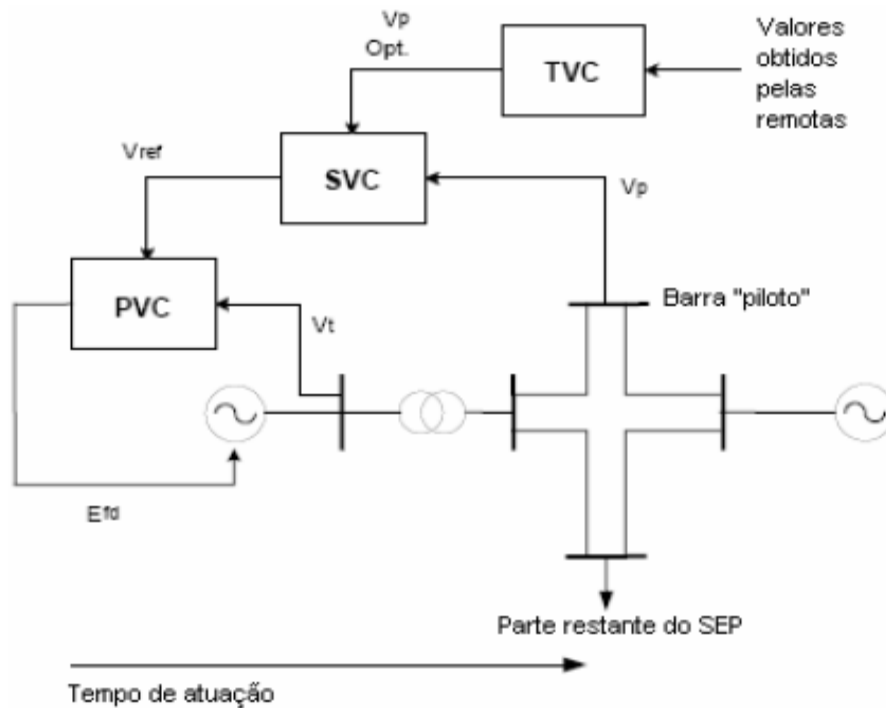 Vp
Opt.
TVC
Valores
obtidos
pelas
remotas
Vref
SVC
Vp
PVC
Vt
Barra "piloto"
Efd
Parte restante do SEP
Tempo de atuação